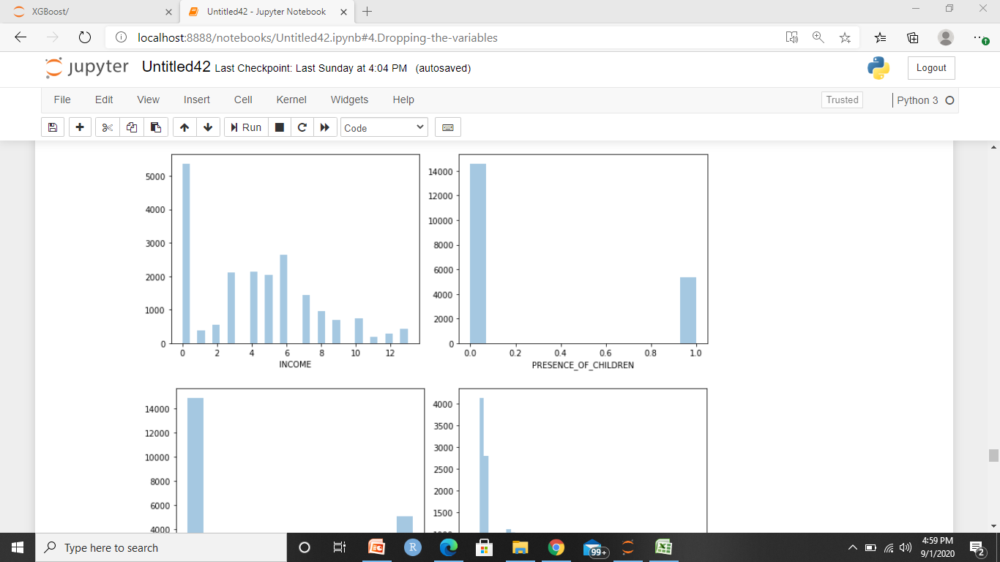 XGBoost/
Untitled42 - Jupyter Notebook
localhost:8888/notebooks/Untitled42.ipynb#4.Dropping-the-variables
jupyter Untitled42 Last Checkpoint: Last Sunday at 4:04 PM (autosaved)
Logout
File Edit View Insert Cell Kernel Widgets Help
Trusted
Python 3
Run
Code
5000
4000
3000
2000
1000
0
0 2 4 6 8 10 12
INCOME
14000
12000
10000
8000
6000
4000
2000
0
0.0 0.2 0.4 0.6 0.8 1.0
PRESENCE_OF_CHILDREN
14000
12000
10000
8000
6000
4000
4000
3500
3000
2500
2000
1500
Type here to search
R
99+
4:59 PM
9/1/2020
2